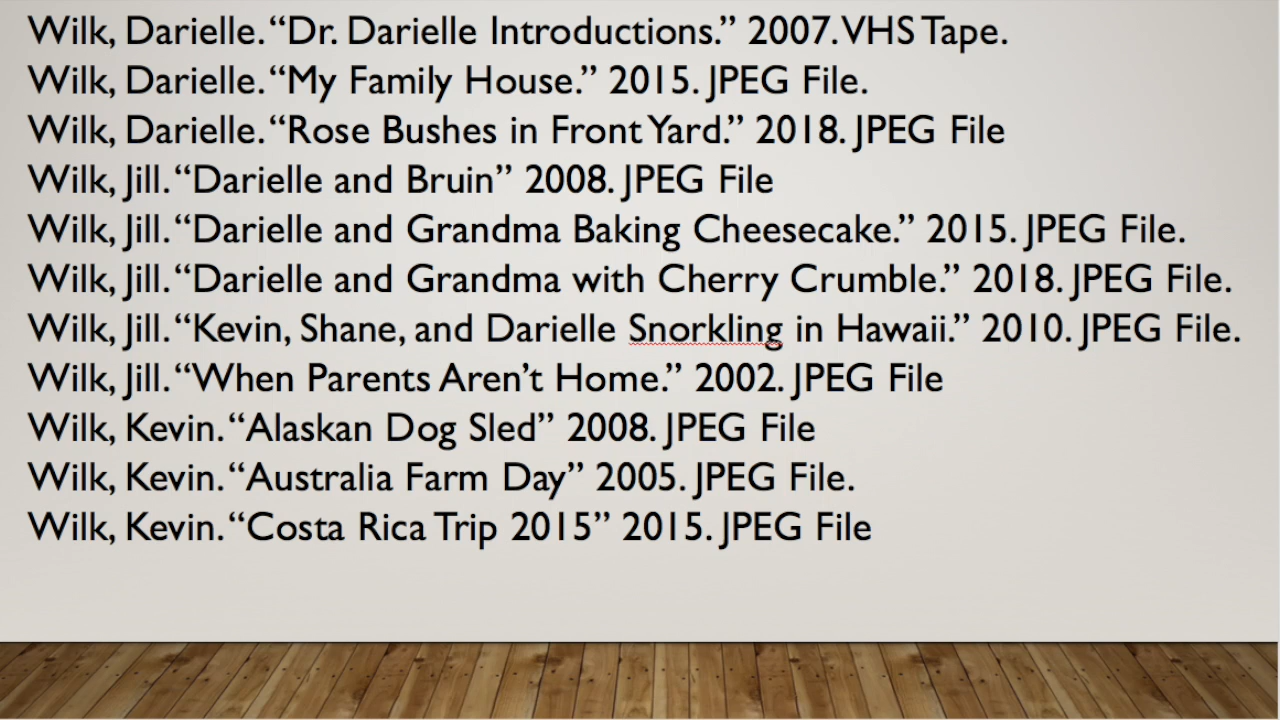 Wilk, Darielle. “Dr. Darielle Introductions.” 2007. VHS Tape.
Wilk, Darielle. “My Family House.” 2015. JPEG File.
Wilk, Darielle. “Rose Bushes in Front Yard.” 2018. JPEG File
Wilk, Jill. “Darielle and Bruin” 2008. JPEG File
Wilk, Jill. “Darielle and Grandma Baking Cheesecake.” 2015. JPEG File.
Wilk, Jill. “Darielle and Grandma with Cherry Crumble.” 2018. JPEG File.
Wilk, Jill. “Kevin, Shane, and Darielle Snorkling in Hawaii.” 2010. JPEG File.
Wilk, Jill. “When Parents Aren’t Home.” 2002. JPEG File
Wilk, Kevin. “Alaskan Dog Sled” 2008. JPEG File
Wilk, Kevin. “Australia Farm Day” 2005. JPEG File.
Wilk, Kevin. “Costa Rica Trip 2015” 2015. JPEG File